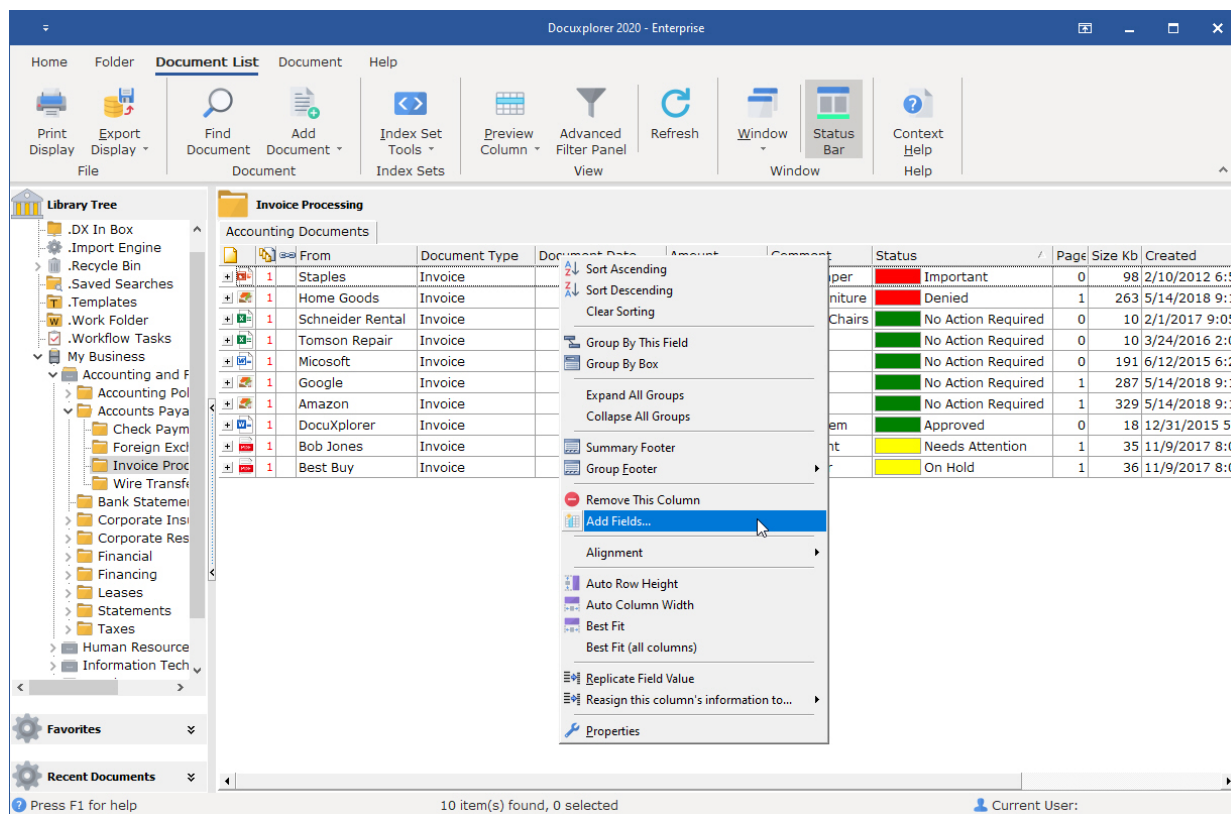 Docuxplorer 2020 - Enterprise
Home Folder Document List Document Help
Print Display
Export Display
Find Document
Add Document
Index Set Tools
Preview Column
Advanced Filter Panel
Refresh
Window
Status Bar
Context Help
File Document Index Sets View Window Help
Library Tree
.DX In Box
.Import Engine
.Recycle Bin
.Saved Searches
.Templates
.Work Folder
.Workflow Tasks
My Business
Accounting and F
Accounting Pol
Accounts Paya
Check Paym
Foreign Exch
Invoice Proc
Wire Transfe
Bank Statemen
Corporate Insu
Corporate Res
Financial
Financing
Leases
Statements
Taxes
Human Resource
Information Tech
Favorites
Recent Documents
Invoice Processing
Accounting Documents
From Document Type Document Date Amount Comment Status Page Size Kb Created
1 Staples Invoice per Important 0 98 2/10/2012 6:5
1 Home Goods Invoice niture Denied 1 263 5/14/2018 9:1
1 Schneider Rental Invoice Chairs No Action Required 0 10 2/1/2017 9:05
1 Tomson Repair Invoice No Action Required 0 10 3/24/2016 2:0
1 Micosoft Invoice No Action Required 0 191 6/12/2015 6:2
1 Google Invoice No Action Required 1 287 5/14/2018 9:1
1 Amazon Invoice No Action Required 1 329 5/14/2018 9:1
1 DocuXplorer Invoice em Approved 0 18 12/31/2015 5
1 Bob Jones Invoice nt Needs Attention 1 35 11/9/2017 8:0
1 Best Buy Invoice r On Hold 1 36 11/9/2017 8:0
Sort Ascending
Sort Descending
Clear Sorting
Group By This Field
Group By Box
Expand All Groups
Collapse All Groups
Summary Footer
Group Footer
Remove This Column
Add Fields...
Alignment
Auto Row Height
Auto Column Width
Best Fit
Best Fit (all columns)
Replicate Field Value
Reasign this column's information to...
Properties
Press F1 for help 10 item(s) found, 0 selected Current User: